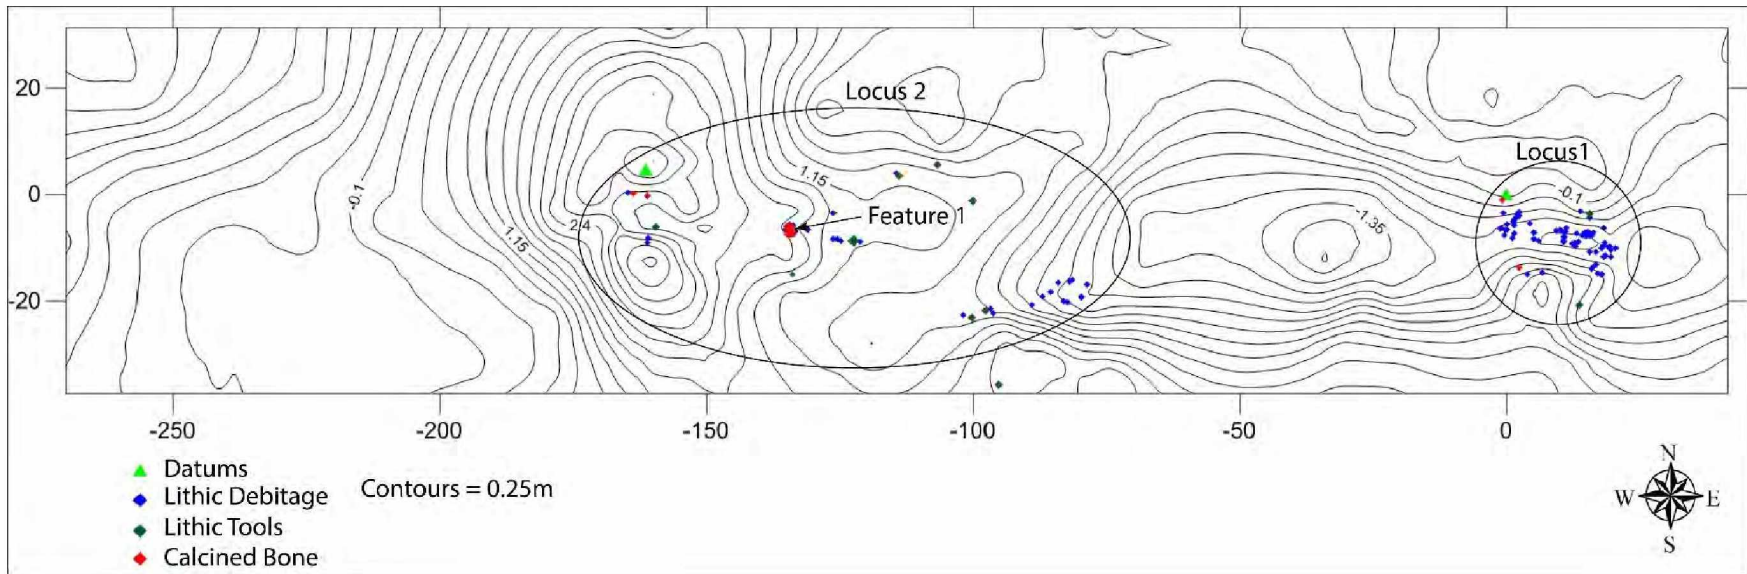 20
0
-20
Locus 2
Locus1
-0.1
1.15
2.4
1.15
Feature 1
-1.35
-0.1
-250
-200
-150
-100
-50
0
Datums
Lithic Debitage
Lithic Tools
Calcined Bone
Contours = 0.25m
N
W
E
S